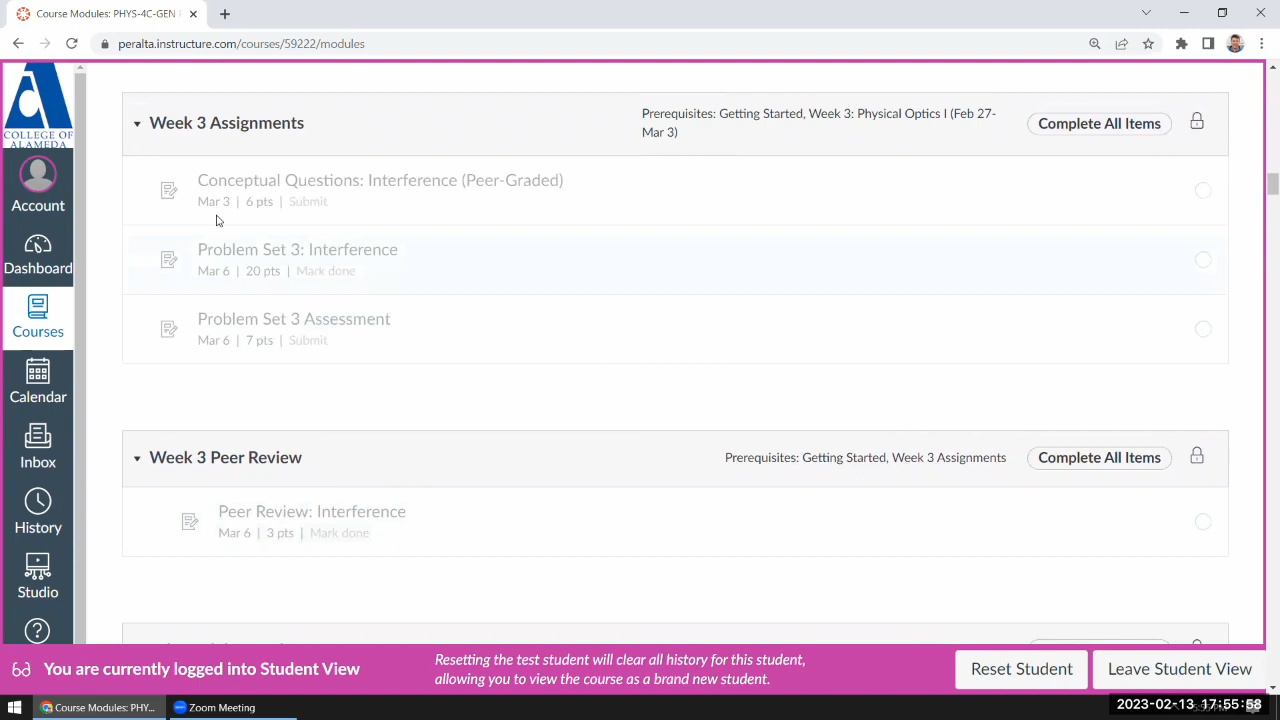 Course Modules: PHYS-4C-GEN
peralta.instructure.com/courses/59222/modules
COLLEGE OF
ALAMEDA
Account
Dashboard
Courses
Calendar
Inbox
History
Studio
Week 3 Assignments
Prerequisites: Getting Started, Week 3: Physical Optics I (Feb 27-
Mar 3)
Complete All Items
Conceptual Questions: Interference (Peer-Graded)
Mar 3 | 6 pts | Submit
Problem Set 3: Interference
Mar 6 | 20 pts | Mark done
Problem Set 3 Assessment
Mar 6 | 7 pts | Submit
Week 3 Peer Review
Prerequisites: Getting Started, Week 3 Assignments
Complete All Items
Peer Review: Interference
Mar 6 | 3 pts | Mark done
You are currently logged into Student View
Resetting the test student will clear all history for this student,
allowing you to view the course as a brand new student.
Reset Student
Leave Student View
Course Modules: PHY...
Zoom Meeting
2023-02-13 17:55:58